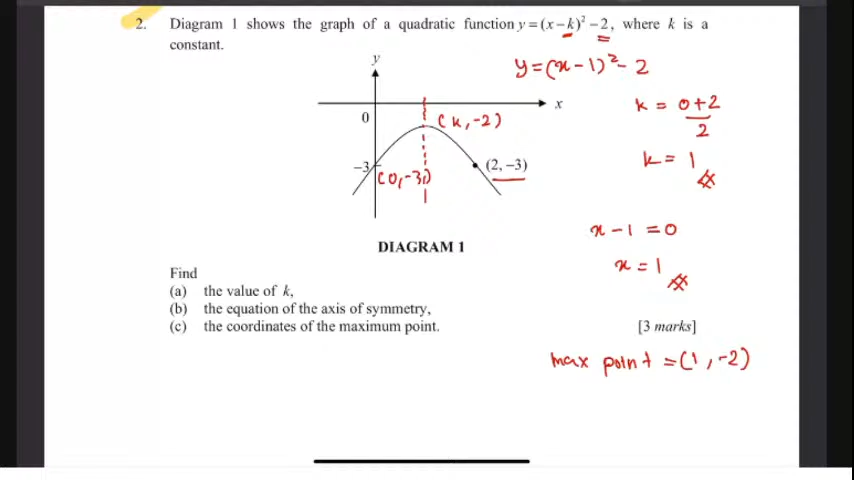 2. Diagram 1 shows the graph of a quadratic function y = (x – k)² – 2, where k is a
constant.
y = (x – 1)² – 2
y
x
0
(k, -2)
k = 0+2
2
k = 1
–3
(0, -3)
(2, –3)
1
x – 1 = 0
x = 1
DIAGRAM 1
Find
(a) the value of k,
(b) the equation of the axis of symmetry,
(c) the coordinates of the maximum point.
[3 marks]
max point = (1, -2)